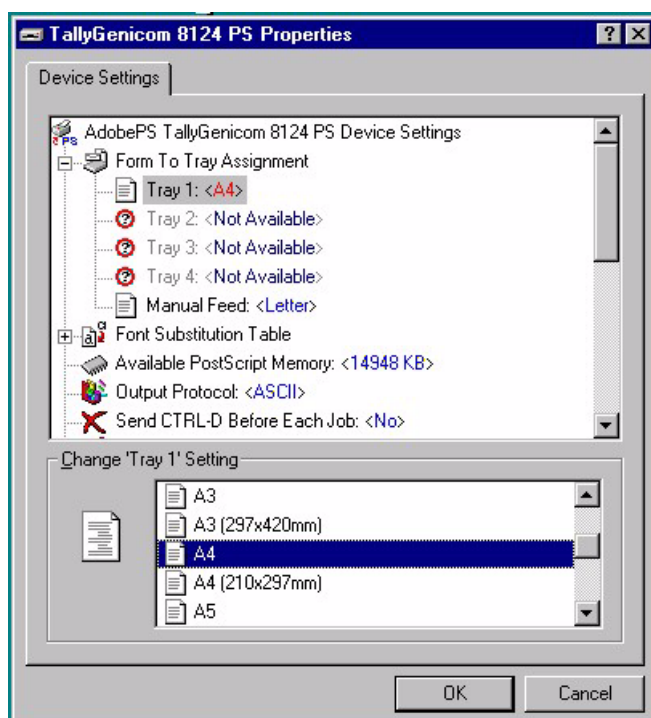 TallyGenicom 8124 PS Properties
Device Settings
AdobePS TallyGenicom 8124 PS Device Settings
Form To Tray Assignment
Tray 1: <A4>
Tray 2: <Not Available>
Tray 3: <Not Available>
Tray 4: <Not Available>
Manual Feed: <Letter>
Font Substitution Table
Available PostScript Memory: <14948 KB>
Output Protocol: <ASCII>
Send CTRL-D Before Each Job: <No>
Change 'Tray 1' Setting
A3
A3 (297x420mm)
A4
A4 (210x297mm)
A5
OK Cancel